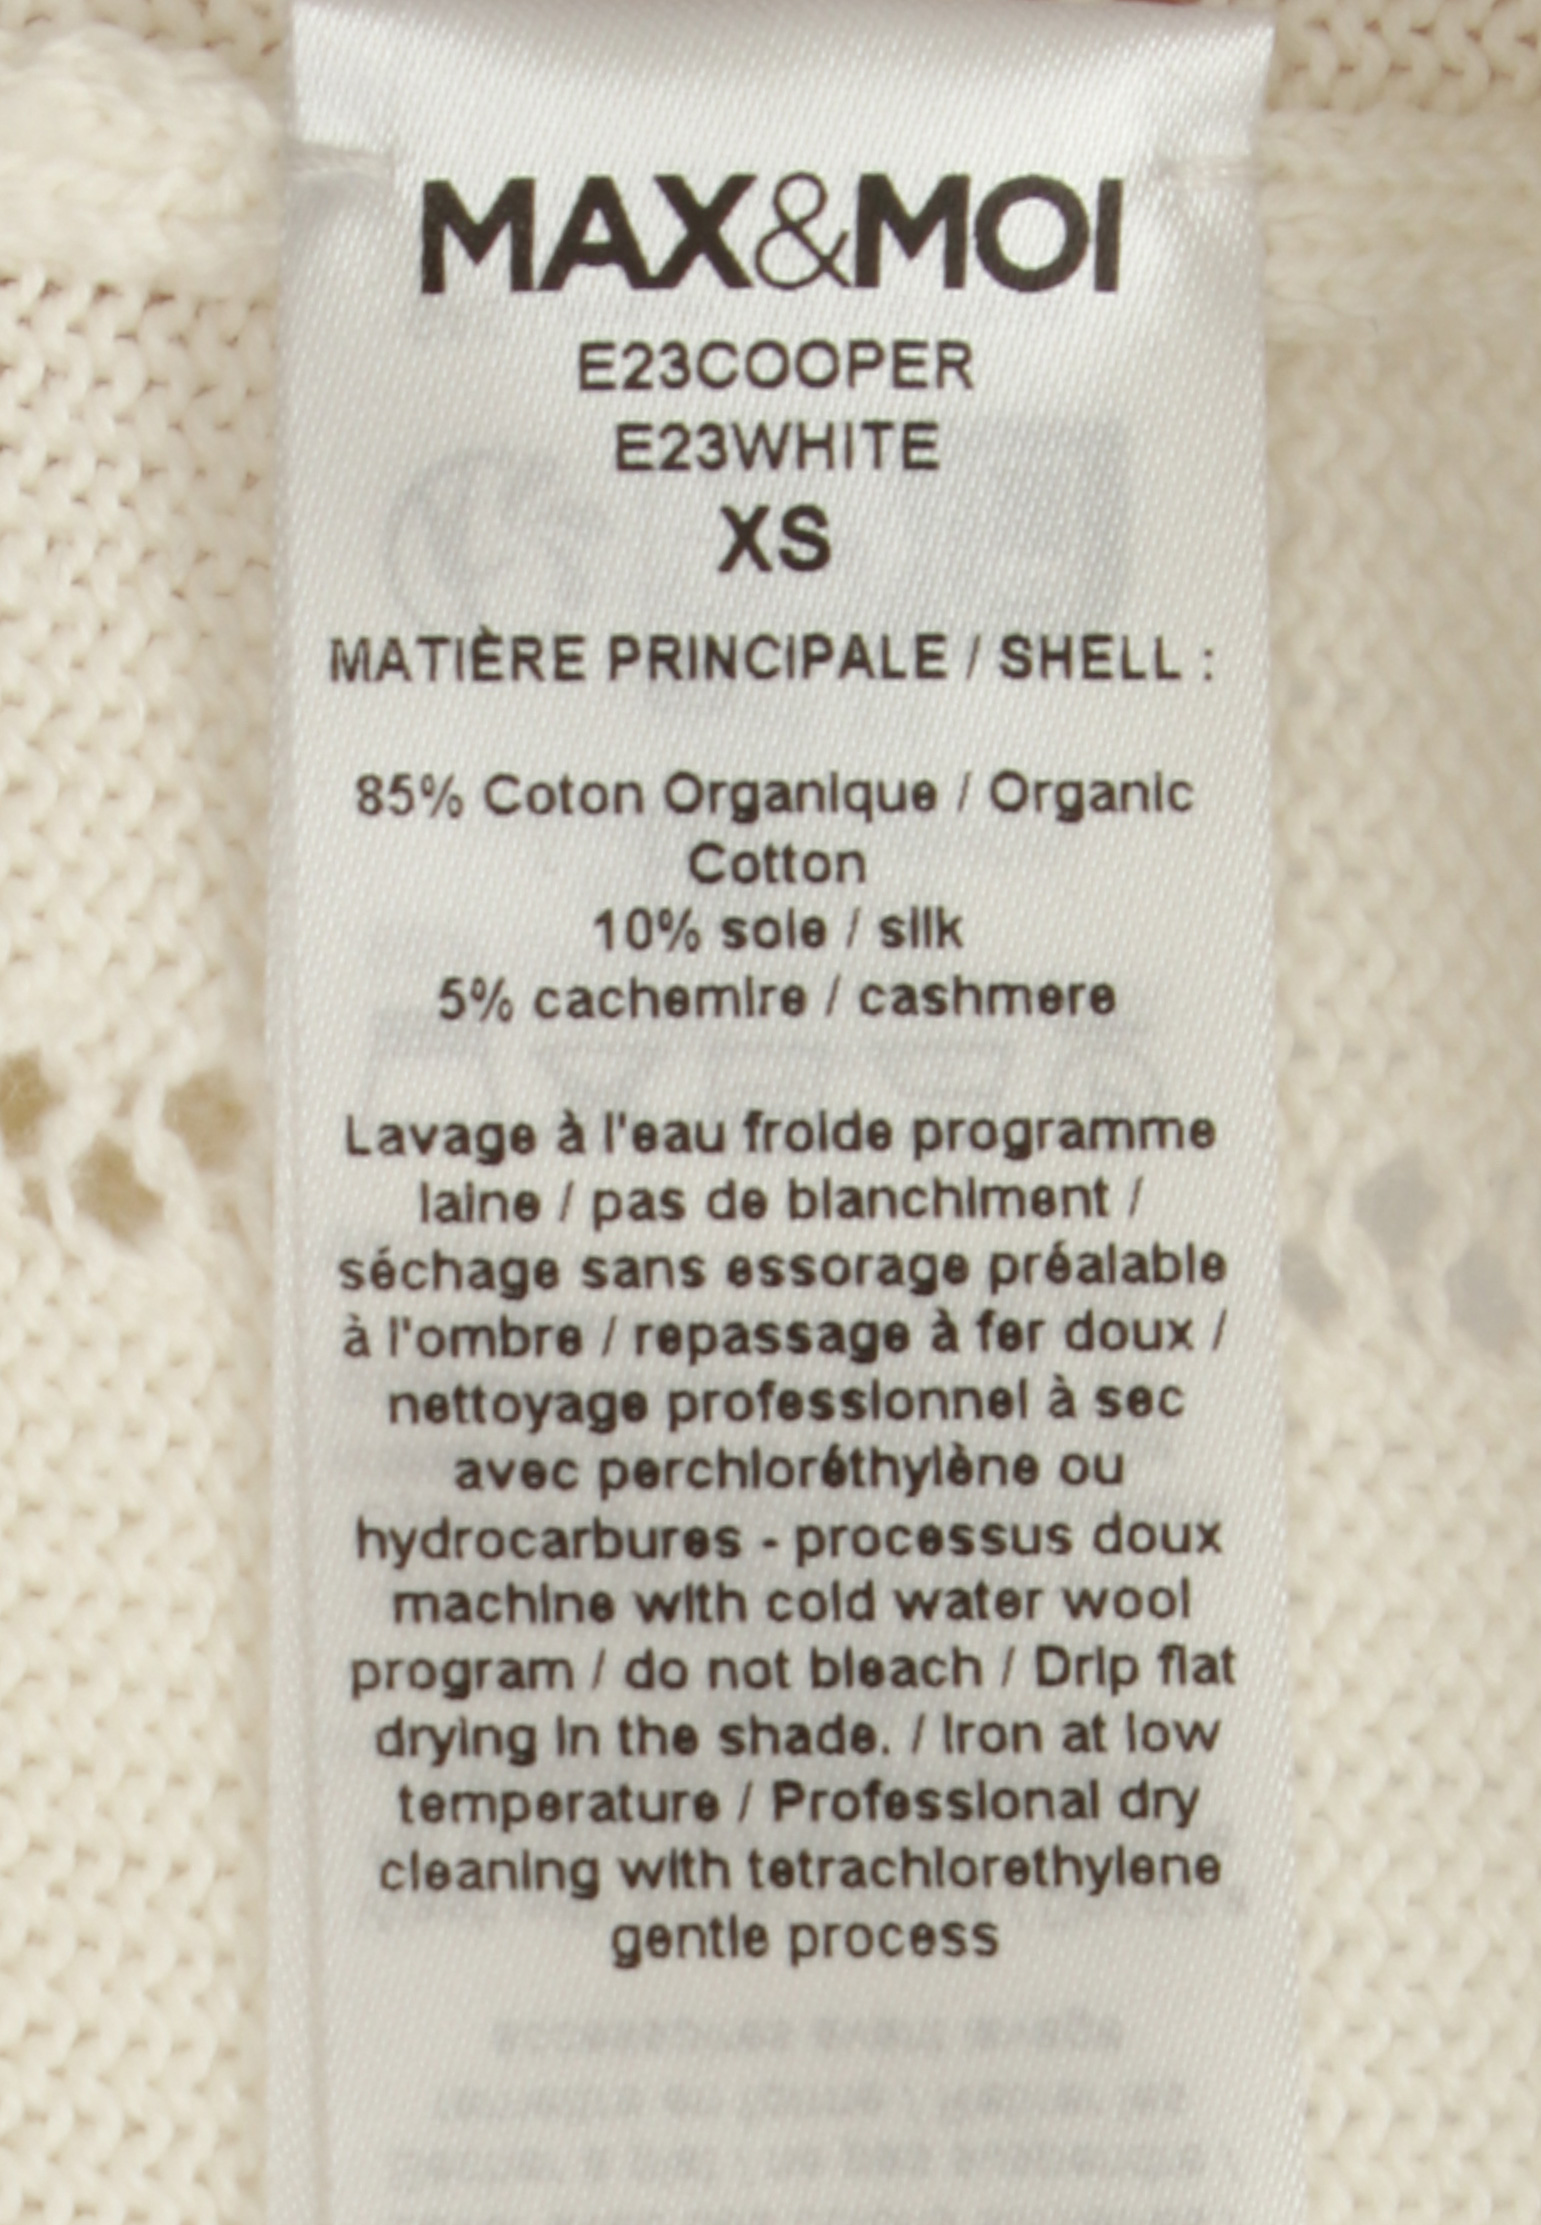 MAX&MOI
E23COOPER
E23WHITE
XS
MATIÈRE PRINCIPALE / SHELL :
85% Coton Organique / Organic
Cotton
10% soie / silk
5% cachemire / cashmere
Lavage à l'eau froide programme
laine / pas de blanchiment /
séchage sans essorage préalable
à l'ombre / repassage à fer doux /
nettoyage professionnel à sec
avec perchloréthylène ou
hydrocarbures - processus doux
machine with cold water wool
program / do not bleach / Drip flat
drying in the shade. / Iron at low
temperature / Professional dry
cleaning with tetrachlorethylene
gentle process